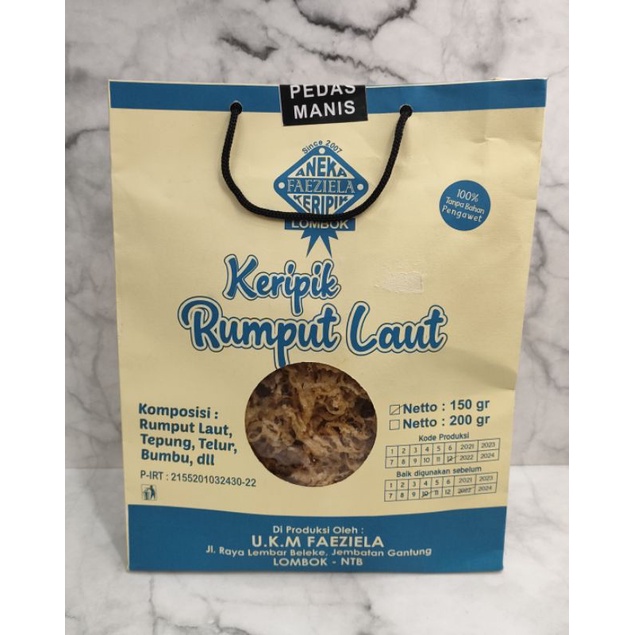 PEDAS
MANIS
Since 2007
ANEKA
FAEZIELA
KERIPIK
LOMBOK
100%
Tanpa Bahan
Pengawet
Keripik
Rumput Laut
Komposisi :
Rumput Laut,
Tepung, Telur,
Bumbu, dll
P-IRT : 2155201032430-22
Netto : 150 gr
Netto : 200 gr
Kode Produksi
1 2 3 4 5 6 2021 2023
7 8 9 10 11 12 2022 2024
Baik digunakan sebelum
1 2 3 4 5 6 2021 2023
7 8 9 10 11 12 2022 2024
Di Produksi Oleh :
U.K.M FAEZIELA
Jl. Raya Lembar Beleke, Jembatan Gantung
LOMBOK - NTB